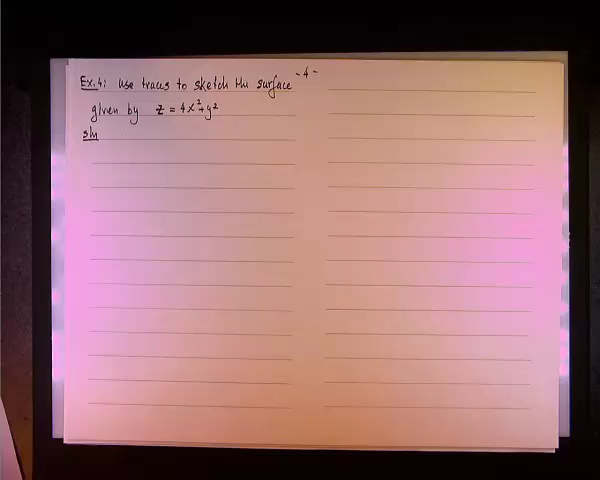 -4-
Ex.4: Use traces to sketch the surface
given by z = 4x²+y²
sln